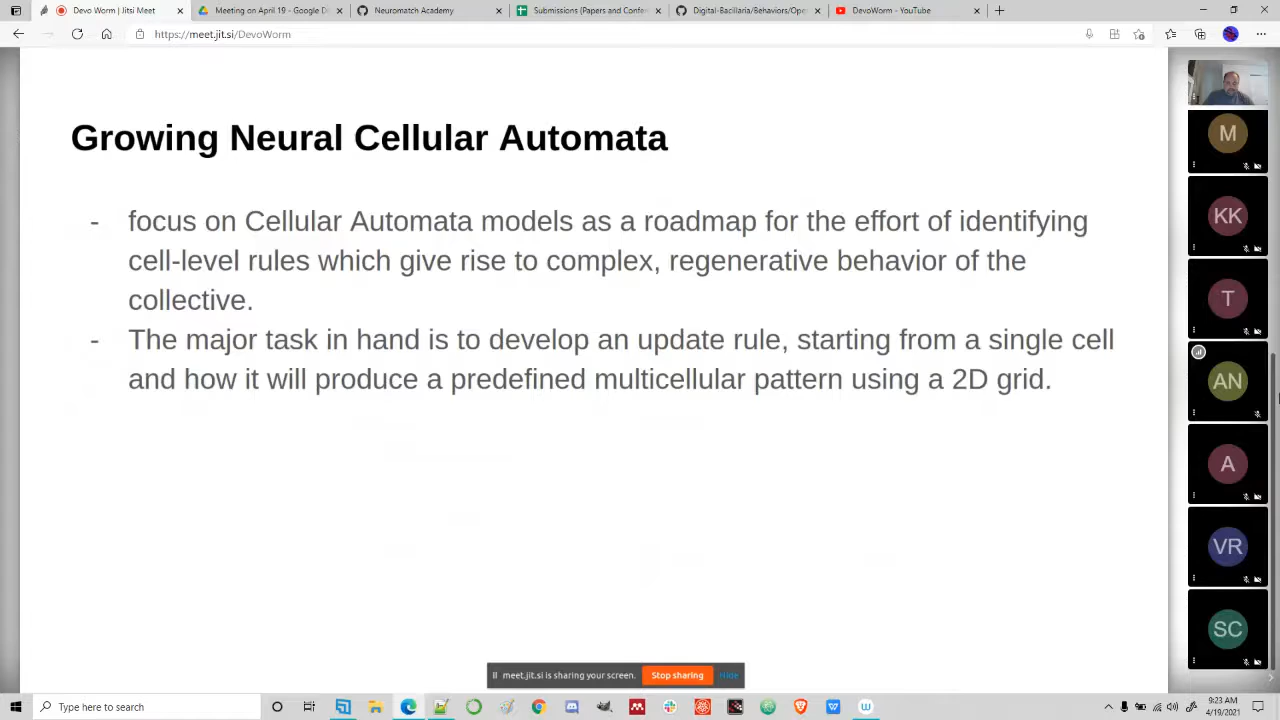 DevoWorm | Jitsi Meet
Meeting on April 19 - Google D
Neuromatch Academy
Submissions (Papers and Confe
Digital-Bacillaria/Behaviors/Ope
DevoWorm - YouTube
https://meet.jit.si/DevoWorm
Growing Neural Cellular Automata
- focus on Cellular Automata models as a roadmap for the effort of identifying
cell-level rules which give rise to complex, regenerative behavior of the
collective.
- The major task in hand is to develop an update rule, starting from a single cell
and how it will produce a predefined multicellular pattern using a 2D grid.
M
KK
T
AN
A
VR
SC
meet.jit.si is sharing your screen.
Stop sharing
Hide
Type here to search
9:23 AM
4/19/2021